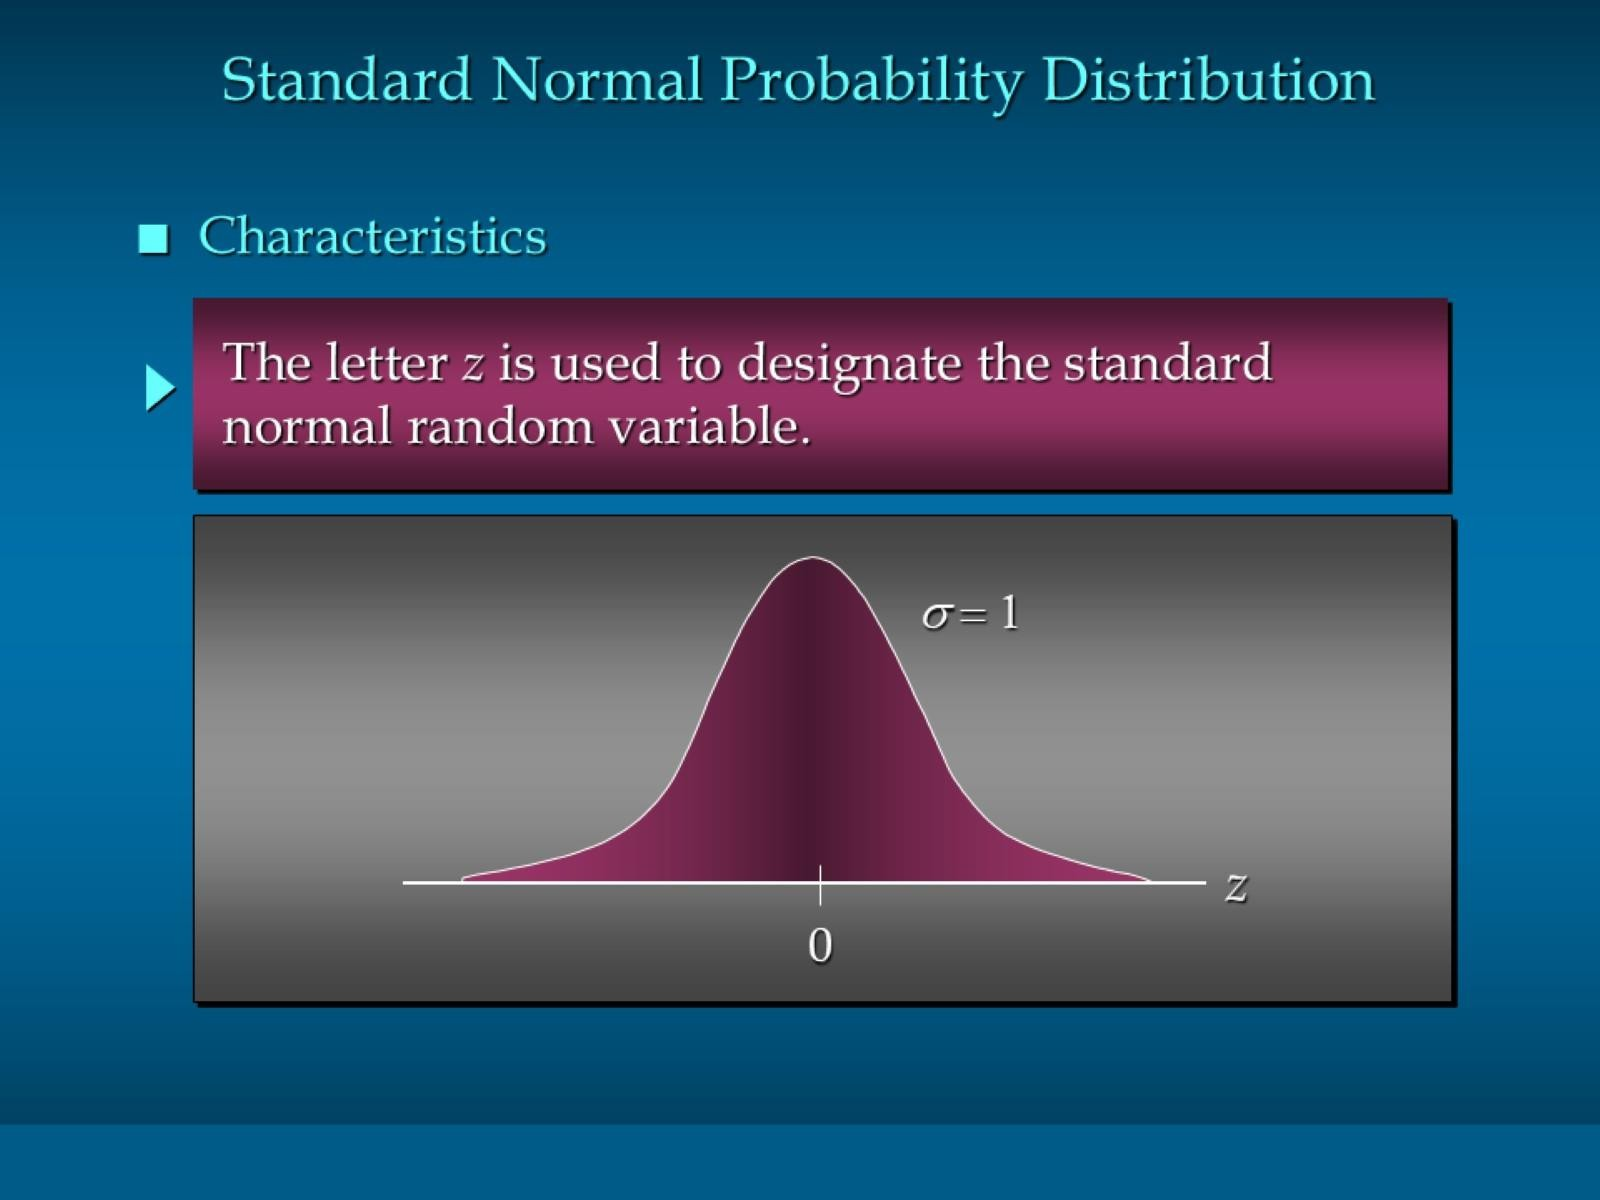 Standard Normal Probability Distribution
Characteristics
The letter z is used to designate the standard
normal random variable.
σ = 1
z
0